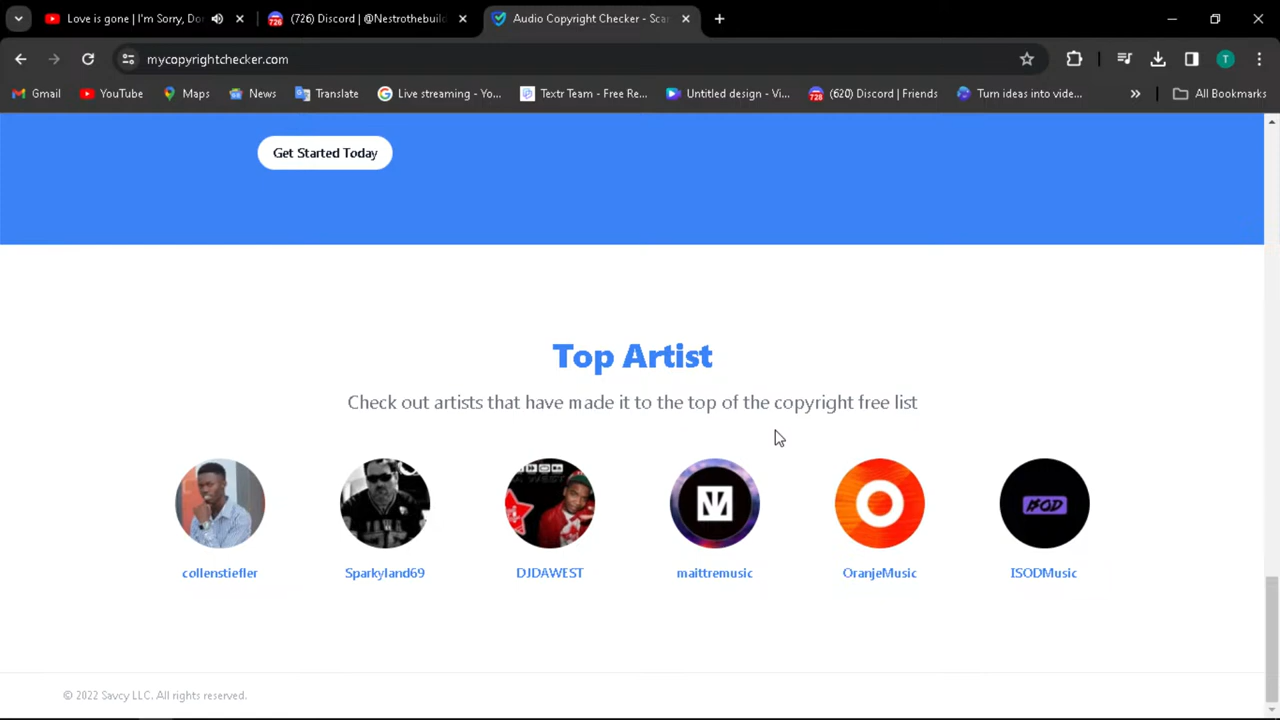 Love is gone | I'm Sorry, Do
(726) Discord | @Nestrothebuild
Audio Copyright Checker - Scan
mycopyrightchecker.com
Gmail
YouTube
Maps
News
Translate
Live streaming - Yo...
Textr Team - Free Re...
Untitled design - Vi...
(620) Discord | Friends
Turn ideas into vide...
All Bookmarks
Get Started Today
Top Artist
Check out artists that have made it to the top of the copyright free list
ISOD
collenstiefler
Sparkyland69
DJDAWEST
maittremusic
OranjeMusic
ISODMusic
© 2022 Savcy LLC. All rights reserved.